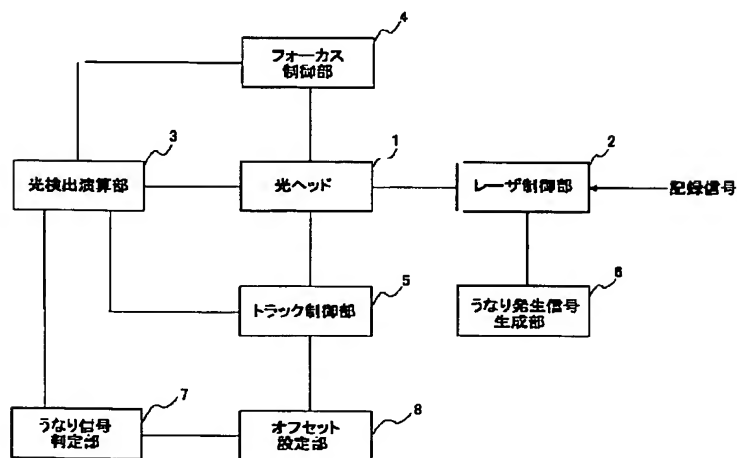 4
フォーカス
制御部
3
光検出演算部
1
光ヘッド
2
レーザ制御部
記録信号
5
トラック制御部
6
うなり発生信号
生成部
7
うなり信号
判定部
8
オフセット
設定部